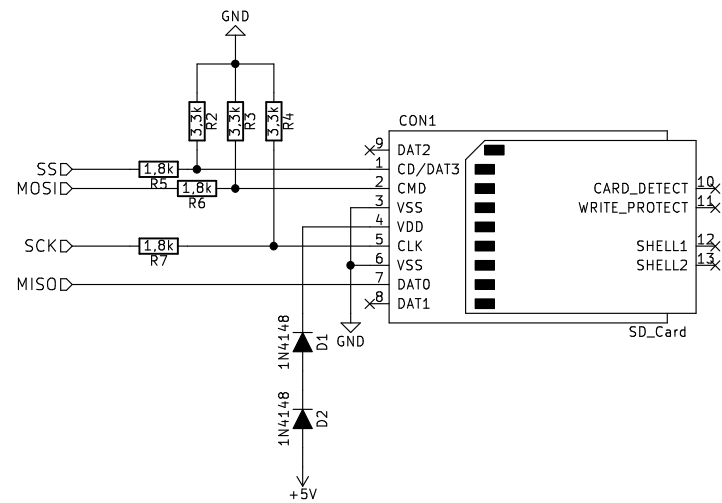 GND
3,3k
R2
3,3k
R3
3,3k
R4
CON1
9
DAT2
SS
1,8k
R5
1
CD/DAT3
MOSI
1,8k
R6
2
CMD
CARD_DETECT
10
3
VSS
WRITE_PROTECT
11
4
VDD
SCK
1,8k
R7
5
CLK
SHELL1
12
6
VSS
SHELL2
13
MISO
7
DAT0
8
DAT1
GND
SD_Card
1N4148
D1
1N4148
D2
+5V